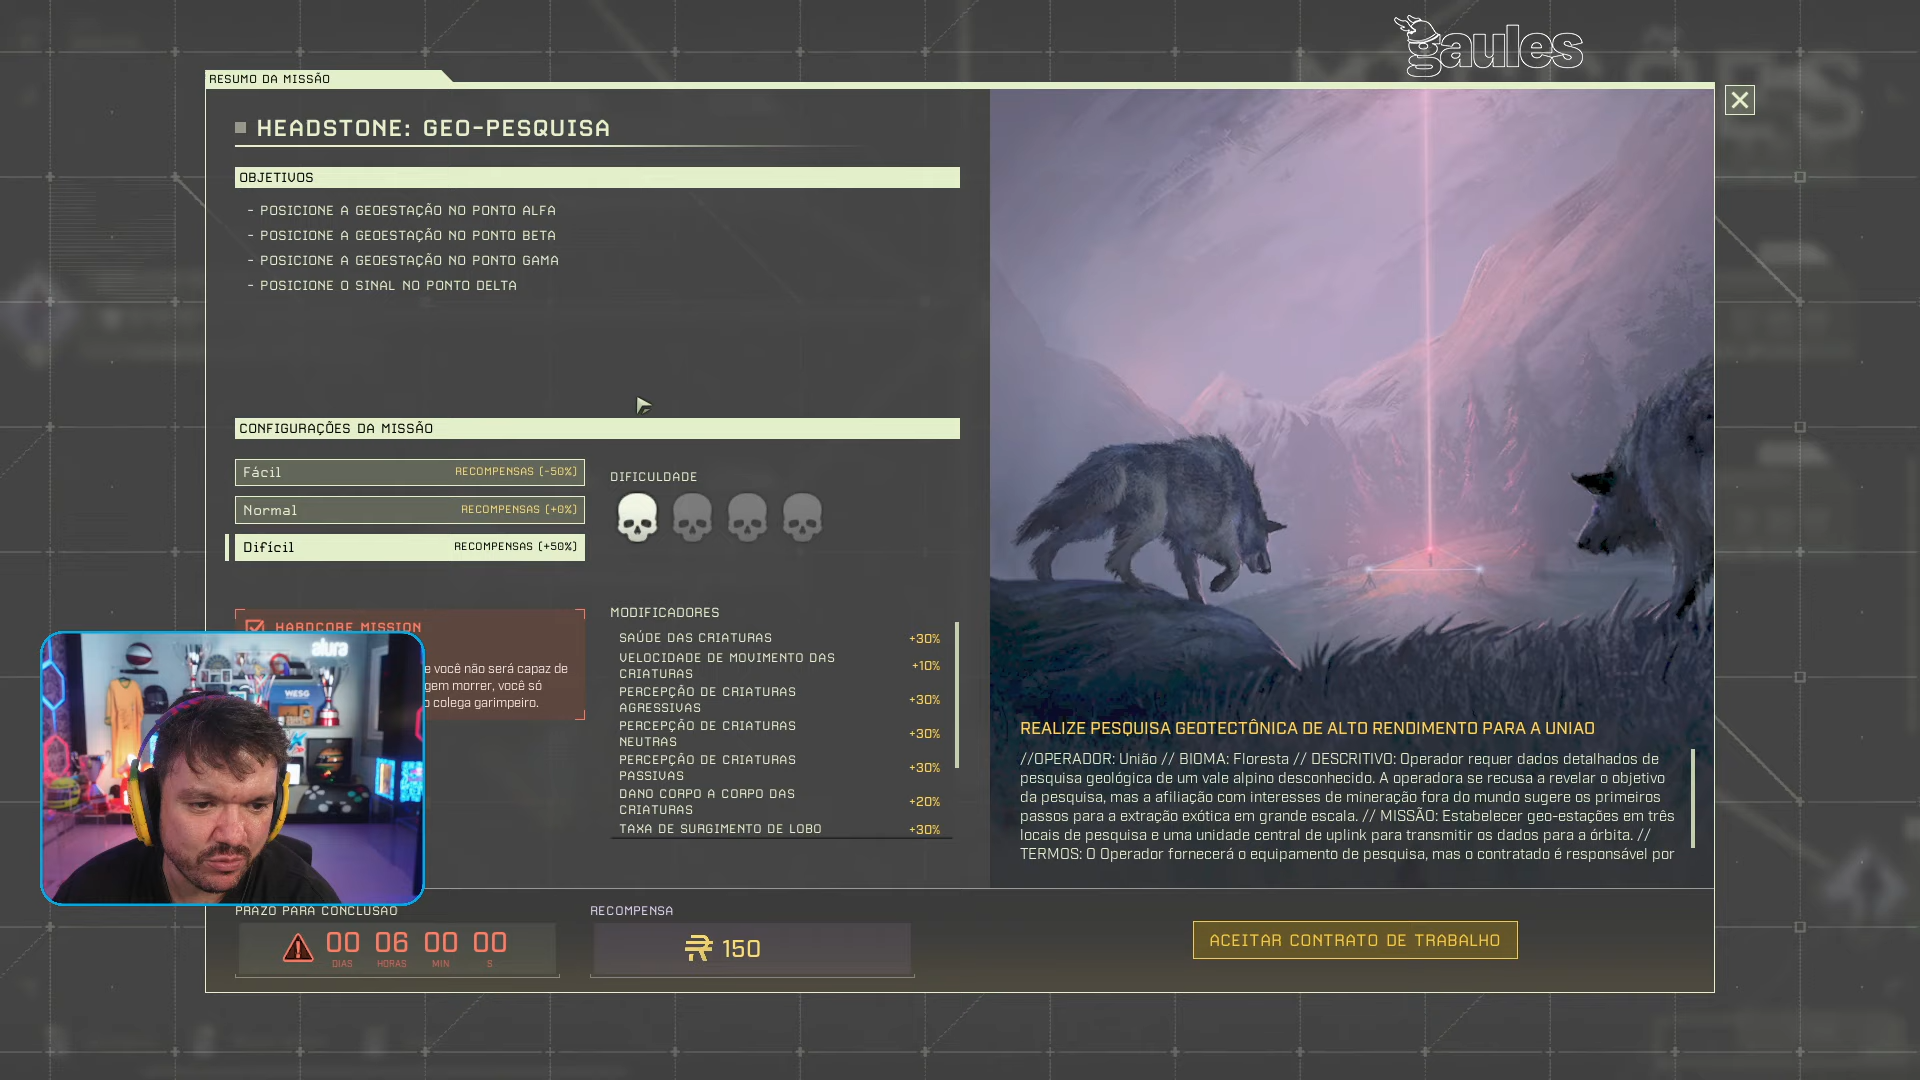 gaules
RESUMO DA MISSÃO
HEADSTONE: GEO-PESQUISA
OBJETIVOS
- POSICIONE A GEOESTAÇÃO NO PONTO ALFA
- POSICIONE A GEOESTAÇÃO NO PONTO BETA
- POSICIONE A GEOESTAÇÃO NO PONTO GAMA
- POSICIONE O SINAL NO PONTO DELTA
CONFIGURAÇÕES DA MISSÃO
Fácil RECOMPENSAS (-50%)
Normal RECOMPENSAS (+0%)
Difícil RECOMPENSAS (+50%)
DIFICULDADE
HARDCORE MISSION
e você não será capaz de
gem morrer, você só
o colega garimpeiro.
MODIFICADORES
SAÚDE DAS CRIATURAS +30%
VELOCIDADE DE MOVIMENTO DAS
CRIATURAS +10%
PERCEPÇÃO DE CRIATURAS
AGRESSIVAS +30%
PERCEPÇÃO DE CRIATURAS
NEUTRAS +30%
PERCEPÇÃO DE CRIATURAS
PASSIVAS +30%
DANO CORPO A CORPO DAS
CRIATURAS +20%
TAXA DE SURGIMENTO DE LOBO +30%
alura
WESG
REALIZE PESQUISA GEOTECTÔNICA DE ALTO RENDIMENTO PARA A UNIAO
//OPERADOR: União // BIOMA: Floresta // DESCRITIVO: Operador requer dados detalhados de
pesquisa geológica de um vale alpino desconhecido. A operadora se recusa a revelar o objetivo
da pesquisa, mas a afiliação com interesses de mineração fora do mundo sugere os primeiros
passos para a extração exótica em grande escala. // MISSÃO: Estabelecer geo-estações em três
locais de pesquisa e uma unidade central de uplink para transmitir os dados para a órbita. //
TERMOS: O Operador fornecerá o equipamento de pesquisa, mas o contratado é responsável por
PRAZO PARA CONCLUSÃO
00 06 00 00
DIAS HORAS MIN S
RECOMPENSA
150
ACEITAR CONTRATO DE TRABALHO